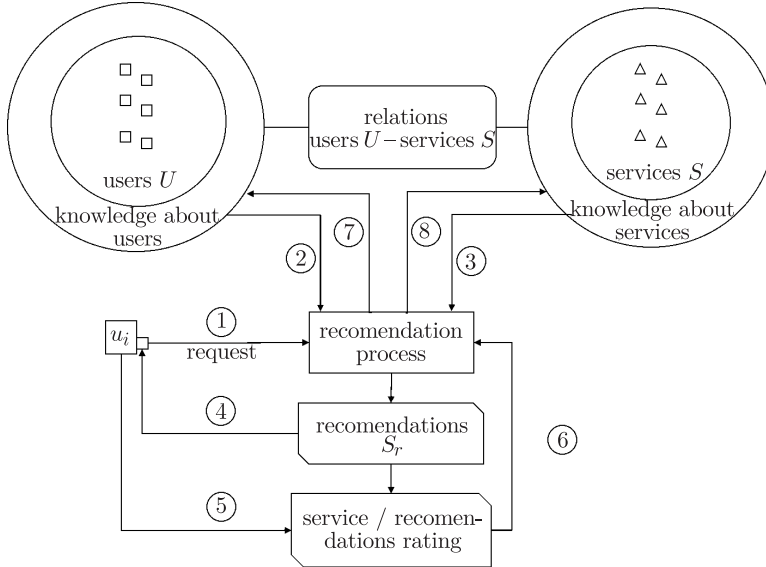 relations
users U – services S
users U
services S
knowledge about
users
knowledge about
services
7
8
2
3
u_i
1
request
recomendation
process
4
recomendations
S_r
6
5
service / recomen-
dations rating